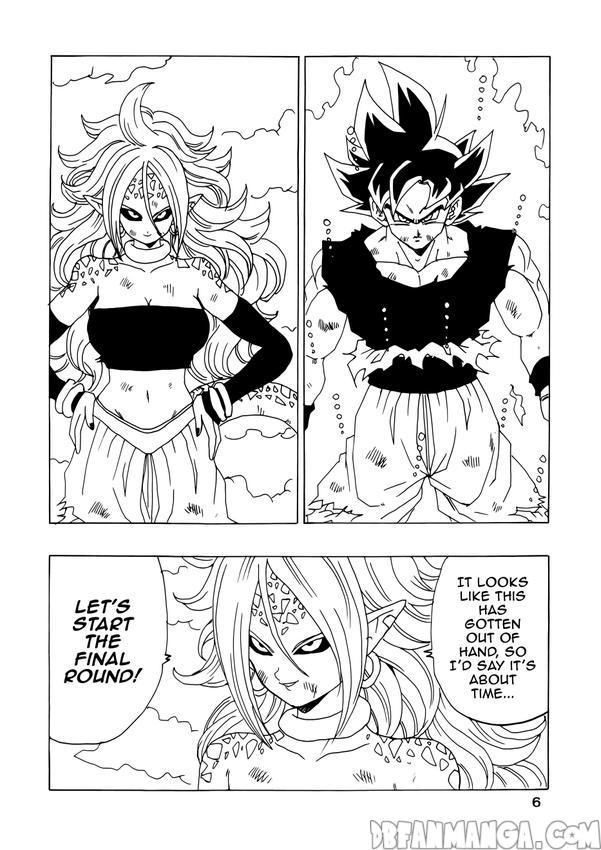 IT LOOKS
LIKE THIS
HAS
GOTTEN
OUT OF
HAND, SO
I'D SAY IT'S
ABOUT
TIME...
LET'S
START
THE
FINAL
ROUND!
6
DBFANMANGA.COM